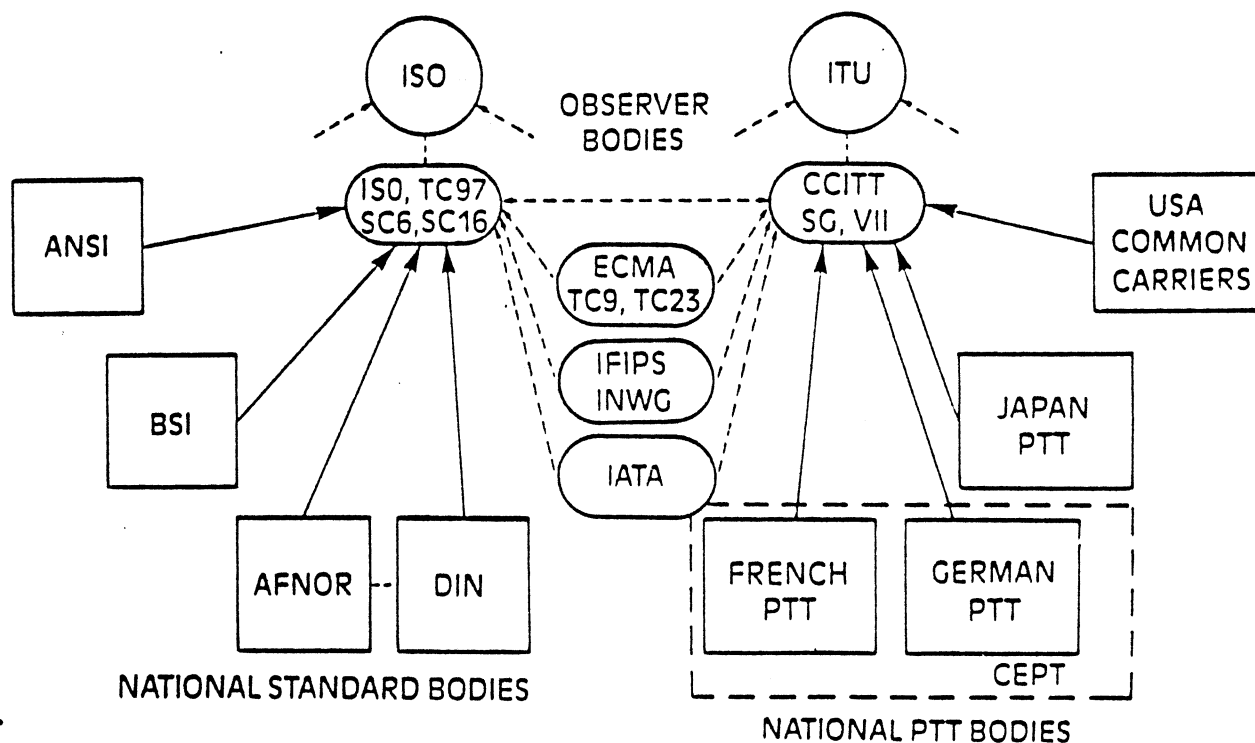 ISO
ITU
OBSERVER
BODIES
ISO, TC97
SC6,SC16
CCITT
SG, VII
ANSI
USA
COMMON
CARRIERS
ECMA
TC9, TC23
BSI
IFIPS
INWG
JAPAN
PTT
IATA
AFNOR
DIN
FRENCH
PTT
GERMAN
PTT
CEPT
NATIONAL STANDARD BODIES
NATIONAL PTT BODIES